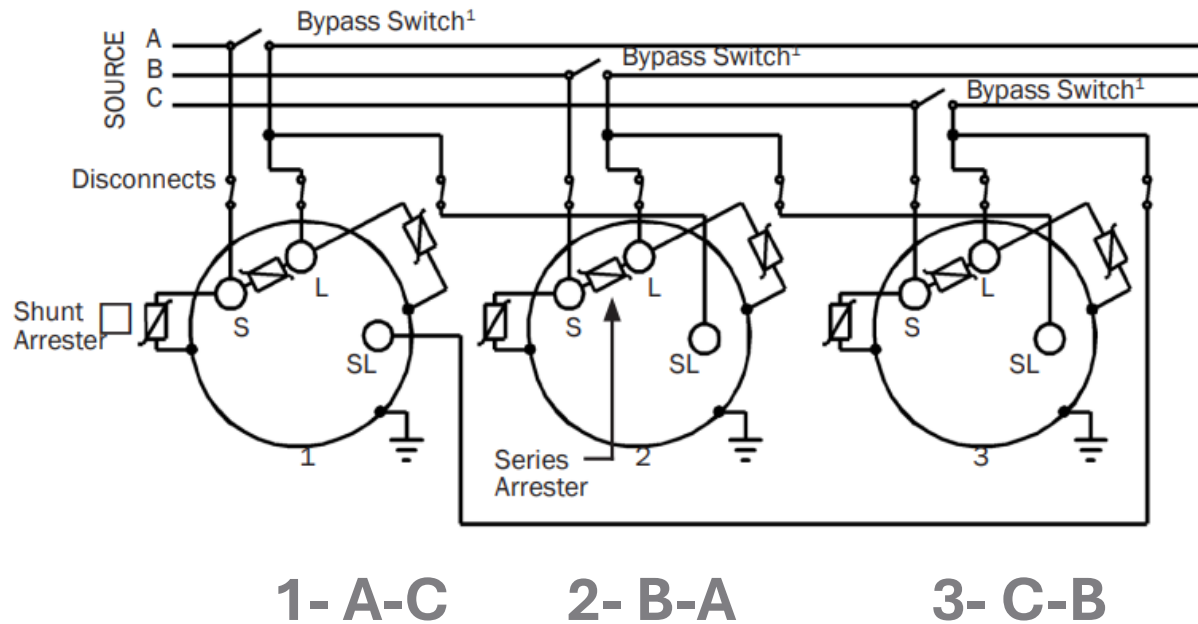 Bypass Switch¹
SOURCE
A
B
C
Bypass Switch¹
Bypass Switch¹
Disconnects
L
L
L
S
S
S
Shunt
Arrester
SL
SL
SL
1
2
3
Series
Arrester
1- A-C
2- B-A
3- C-B